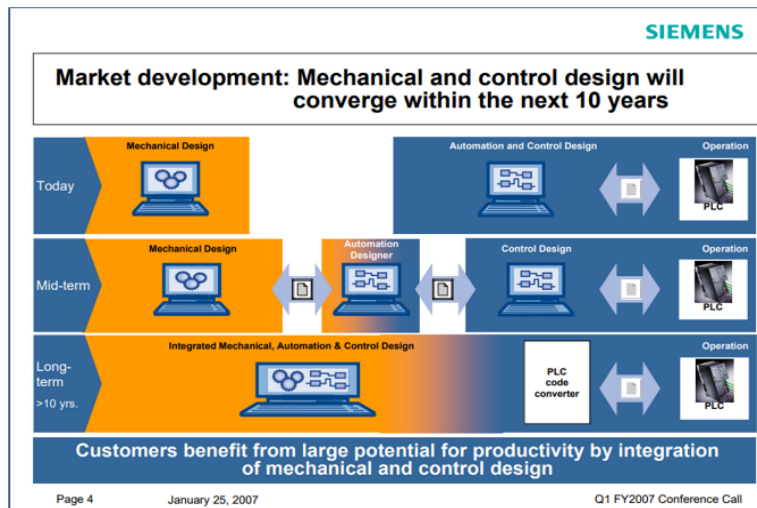 SIEMENS
Market development: Mechanical and control design will
converge within the next 10 years
Today
Mechanical Design
Automation and Control Design
Operation
PLC
Mid-term
Mechanical Design
Automation
Designer
Control Design
Operation
PLC
Long-
term
>10 yrs.
Integrated Mechanical, Automation & Control Design
PLC
code
converter
Operation
PLC
Customers benefit from large potential for productivity by integration
of mechanical and control design
Page 4
January 25, 2007
Q1 FY2007 Conference Call